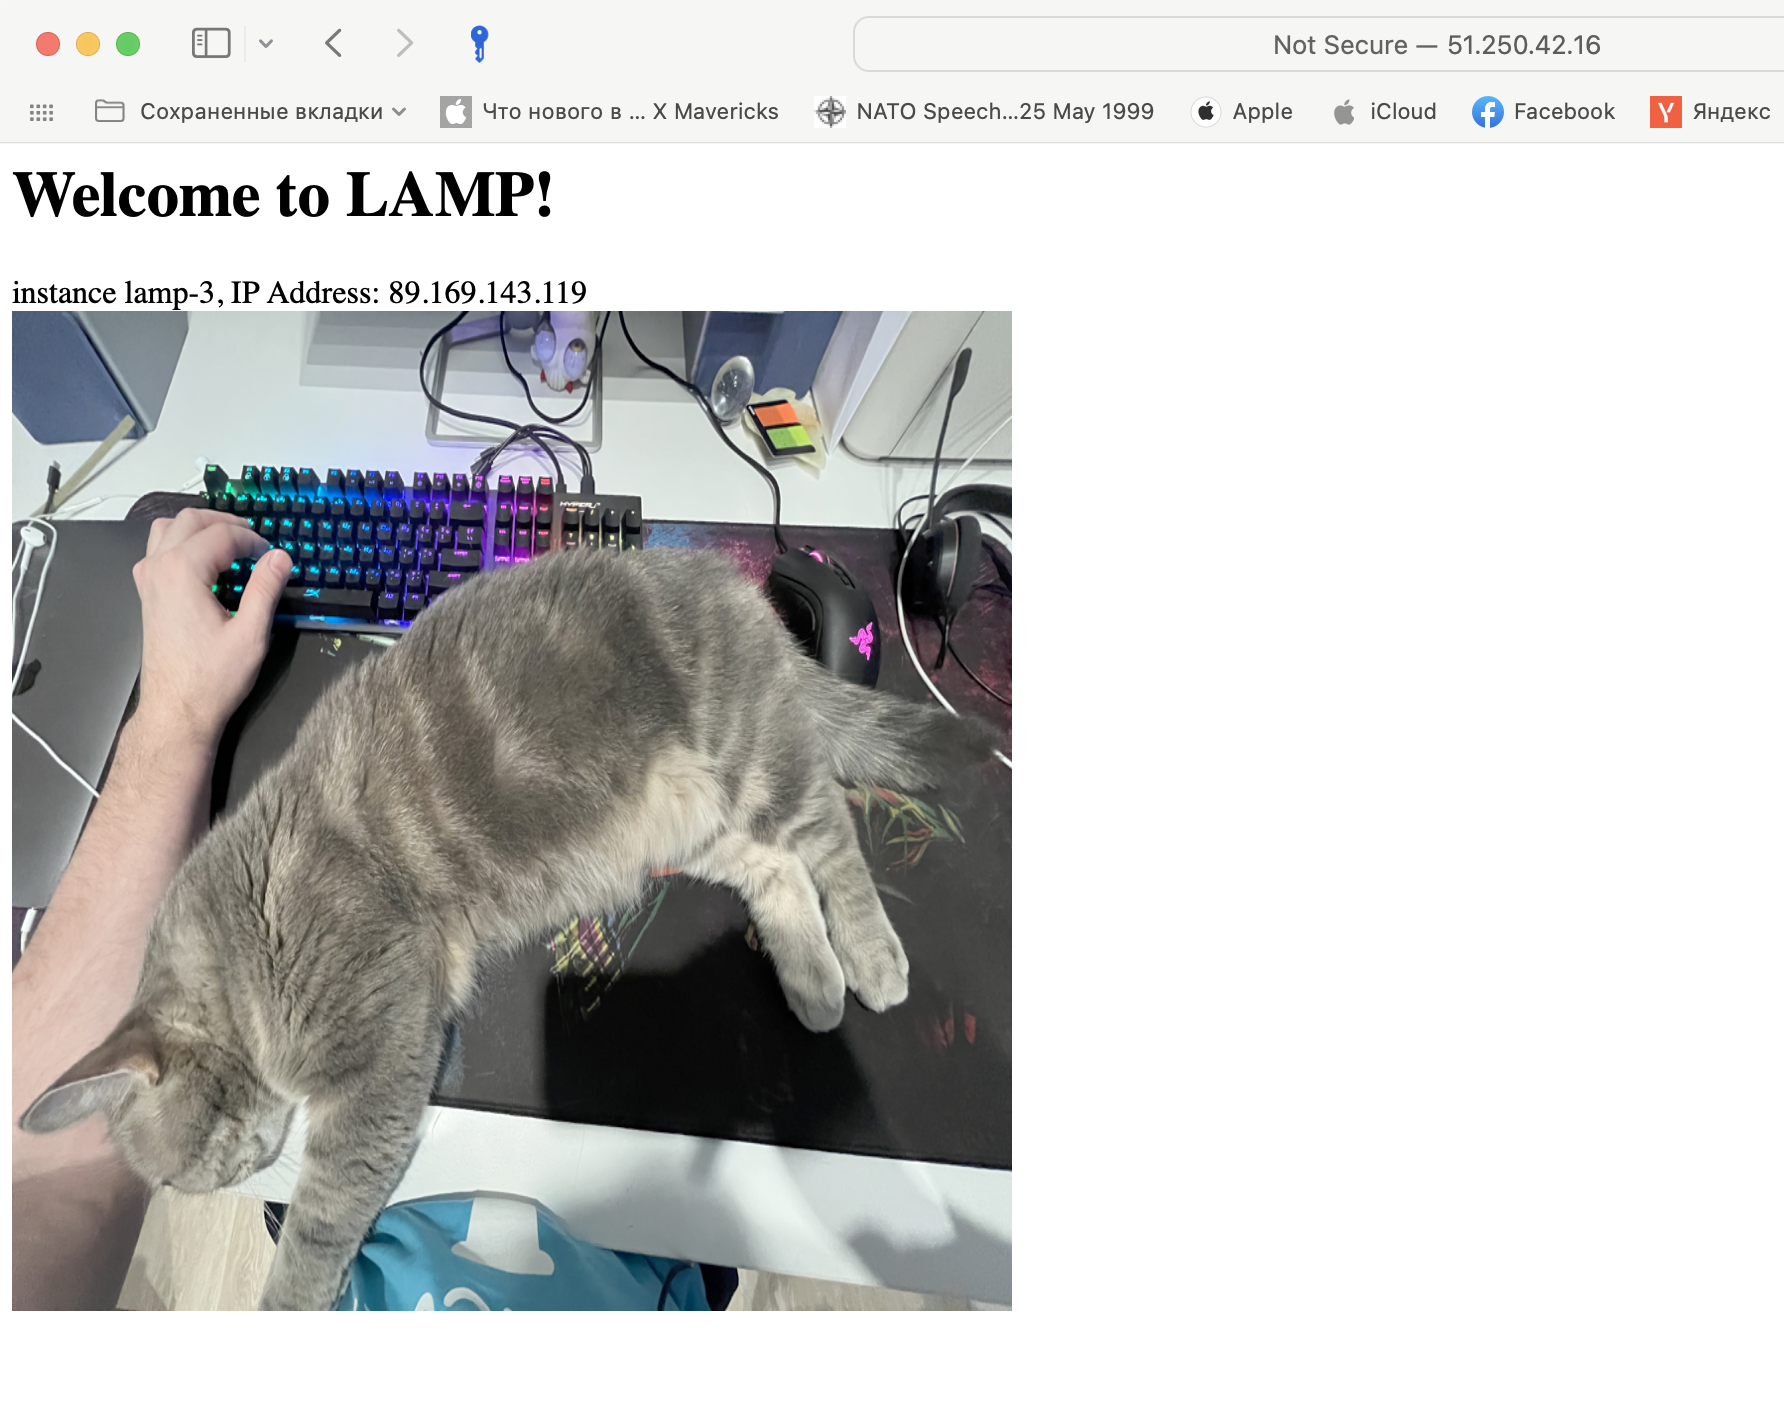 Not Secure — 51.250.42.16
Сохраненные вкладки
Что нового в ... X Mavericks
NATO Speech...25 May 1999
Apple
iCloud
Facebook
Яндекс
Welcome to LAMP!
instance lamp-3, IP Address: 89.169.143.119
HYPERX